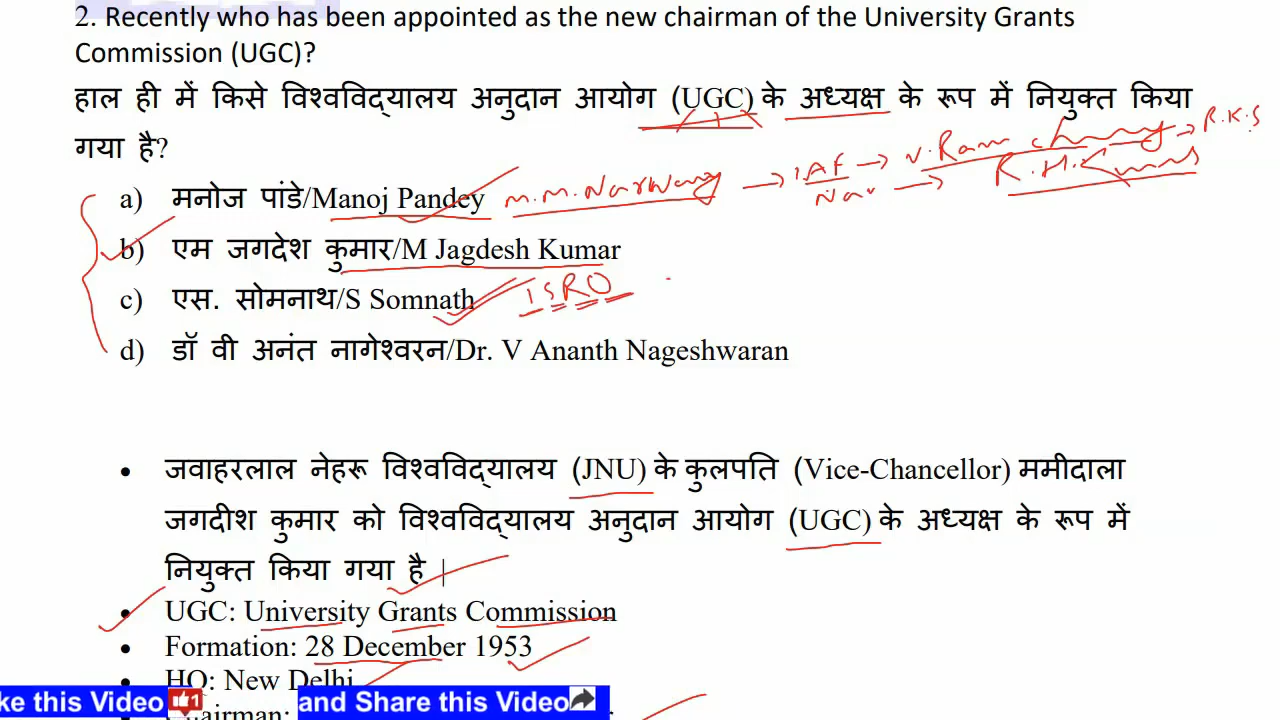 2. Recently who has been appointed as the new chairman of the University Grants
Commission (UGC)?
हाल ही में किसे विश्वविद्यालय अनुदान आयोग (UGC) के अध्यक्ष के रूप में नियुक्त किया
गया है?
R.K.S
a) मनोज पांडे/Manoj Pandey M.M. Narwany → IAF → V. Ram
Nav →
b) एम जगदेश कुमार/M Jagdesh Kumar
c) एस. सोमनाथ/S Somnath ISRO
d) डॉ वी अनंत नागेश्वरन/Dr. V Ananth Nageshwaran
• जवाहरलाल नेहरू विश्वविद्यालय (JNU) के कुलपति (Vice-Chancellor) ममीदाला
जगदीश कुमार को विश्वविद्यालय अनुदान आयोग (UGC) के अध्यक्ष के रूप में
नियुक्त किया गया है |
• UGC: University Grants Commission
• Formation: 28 December 1953
• HQ: New Delhi
ke this Video and Share this Video
Chairman: